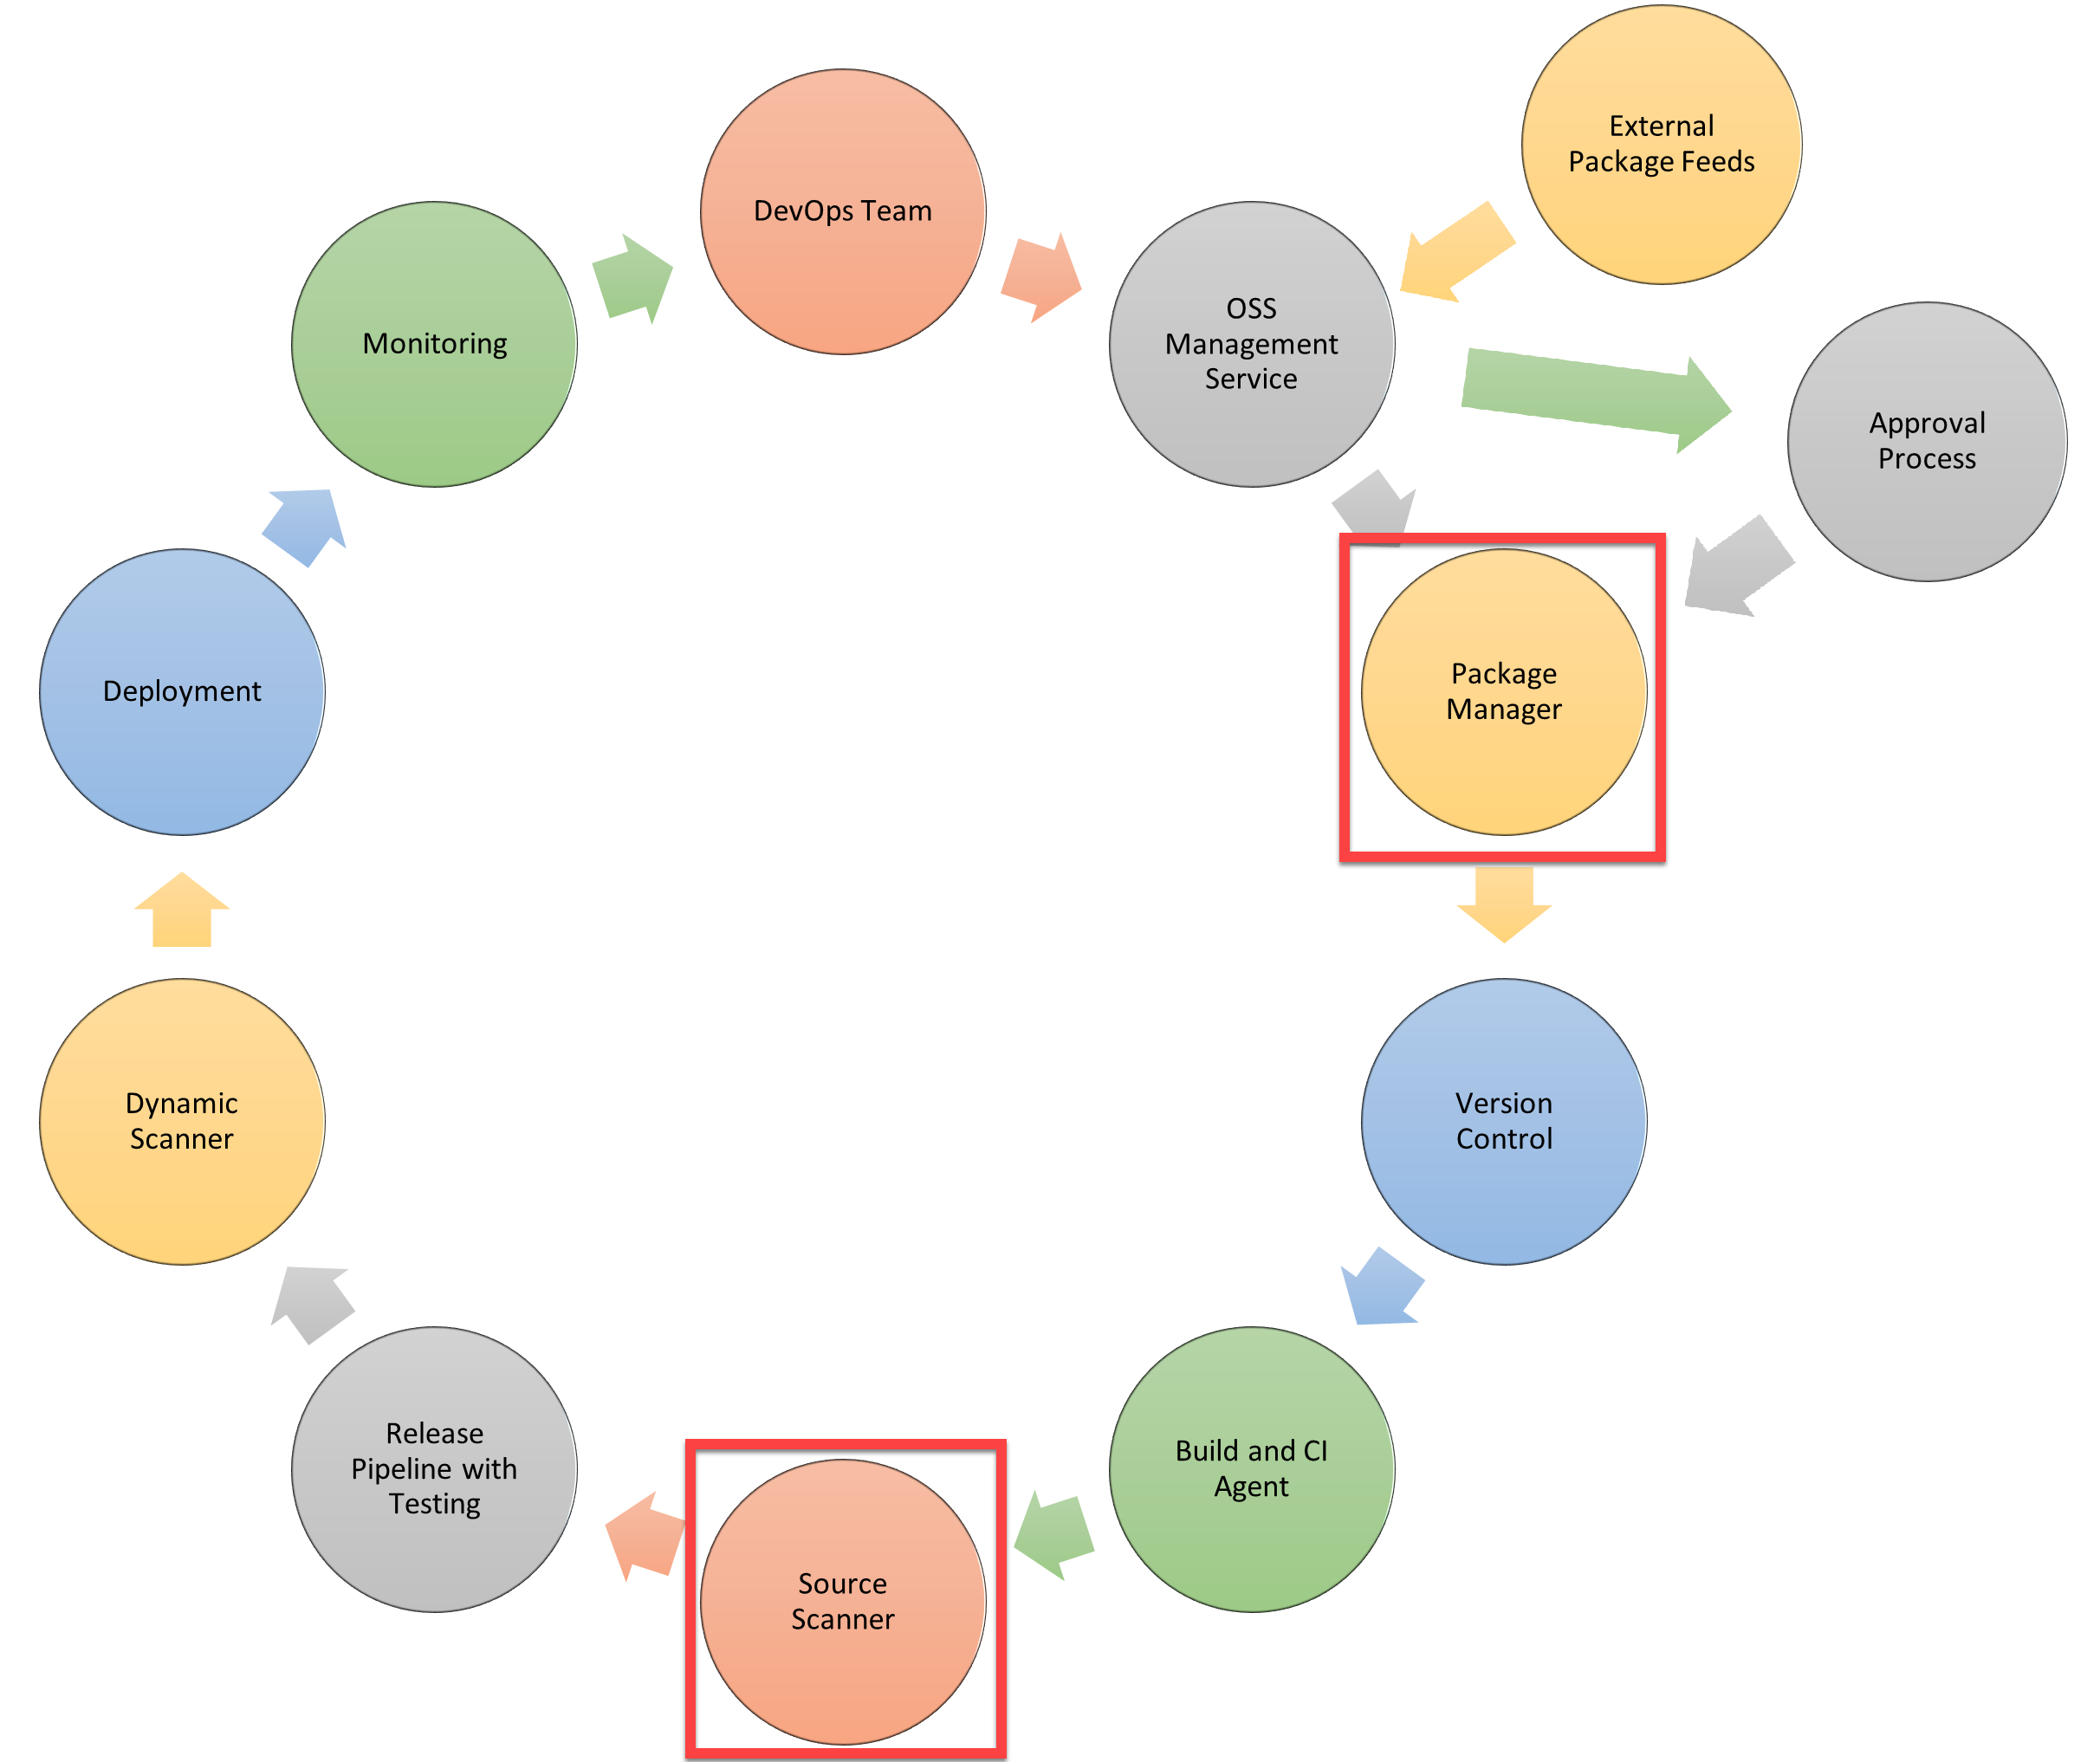 External
Package Feeds
DevOps Team
OSS
Management
Service
Monitoring
Approval
Process
Package
Manager
Deployment
Version
Control
Dynamic
Scanner
Build and CI
Agent
Release
Pipeline with
Testing
Source
Scanner